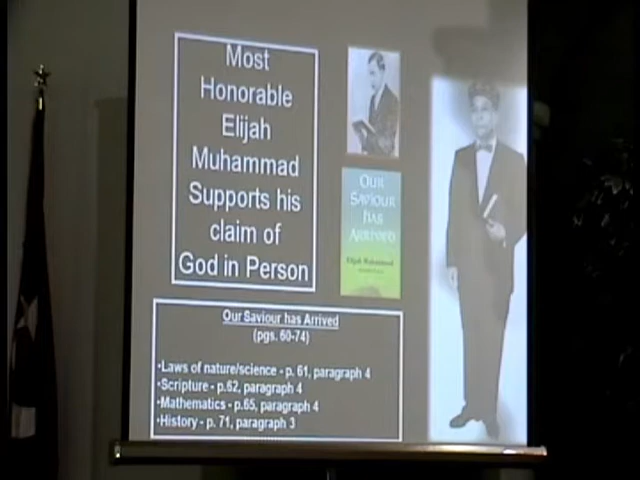 Most
Honorable
Elijah
Muhammad
Supports his
claim of
God in Person
OUR
SAVIOUR
HAS
ARRIVED
Elijah Muhammad
Our Saviour has Arrived
(pgs. 60-74)
•Laws of nature/science - p. 61, paragraph 4
•Scripture - p.62, paragraph 4
•Mathematics - p.65, paragraph 4
•History - p. 71, paragraph 3